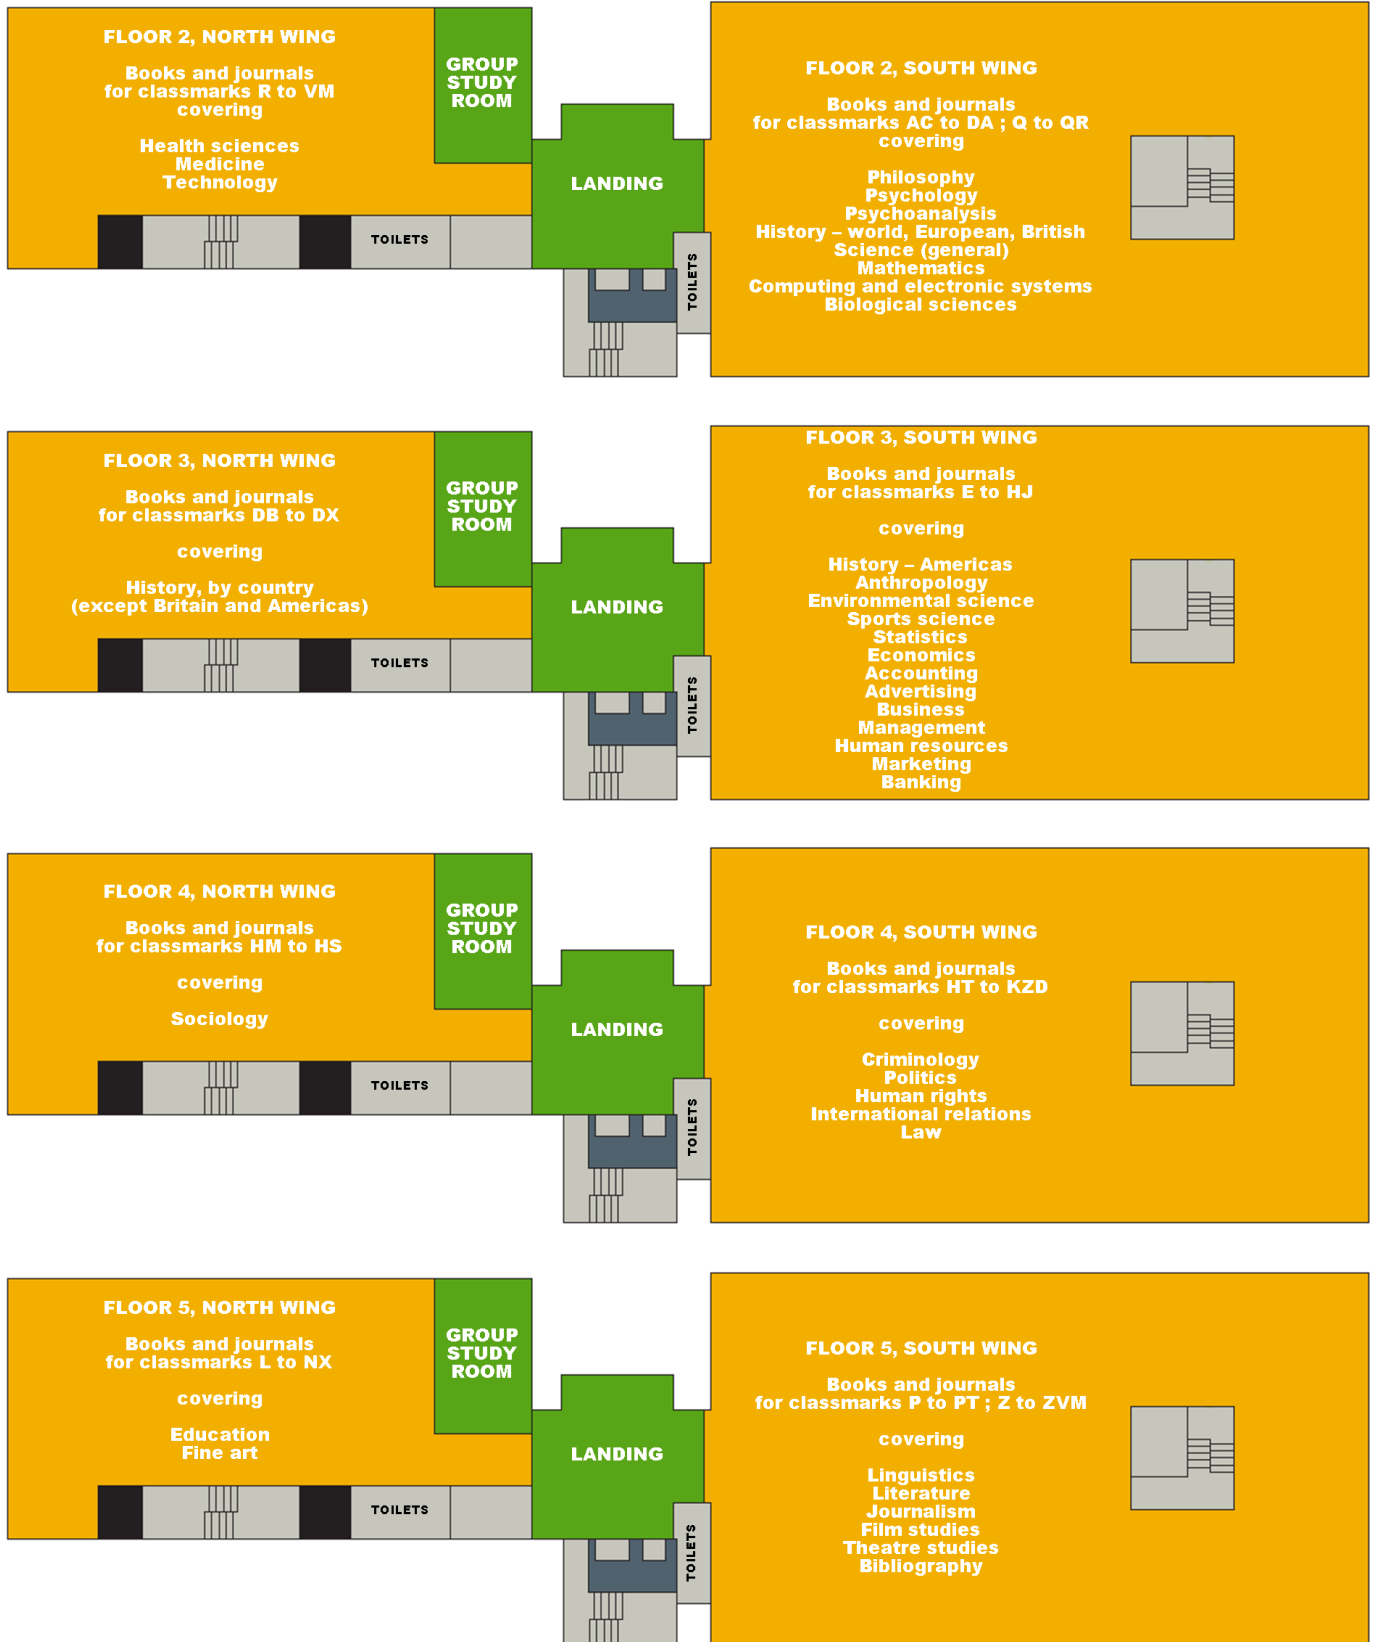 FLOOR 2, NORTH WING
Books and journals
for classmarks R to VM
covering
Health sciences
Medicine
Technology
GROUP
STUDY
ROOM
LANDING
TOILETS
TOILETS
FLOOR 2, SOUTH WING
Books and journals
for classmarks AC to DA ; Q to QR
covering
Philosophy
Psychology
Psychoanalysis
History – world, European, British
Science (general)
Mathematics
Computing and electronic systems
Biological sciences
FLOOR 3, NORTH WING
Books and journals
for classmarks DB to DX
covering
History, by country
(except Britain and Americas)
GROUP
STUDY
ROOM
LANDING
TOILETS
TOILETS
FLOOR 3, SOUTH WING
Books and journals
for classmarks E to HJ
covering
History – Americas
Anthropology
Environmental science
Sports science
Statistics
Economics
Accounting
Advertising
Business
Management
Human resources
Marketing
Banking
FLOOR 4, NORTH WING
Books and journals
for classmarks HM to HS
covering
Sociology
GROUP
STUDY
ROOM
LANDING
TOILETS
TOILETS
FLOOR 4, SOUTH WING
Books and journals
for classmarks HT to KZD
covering
Criminology
Politics
Human rights
International relations
Law
FLOOR 5, NORTH WING
Books and journals
for classmarks L to NX
covering
Education
Fine art
GROUP
STUDY
ROOM
LANDING
TOILETS
TOILETS
FLOOR 5, SOUTH WING
Books and journals
for classmarks P to PT ; Z to ZVM
covering
Linguistics
Literature
Journalism
Film studies
Theatre studies
Bibliography